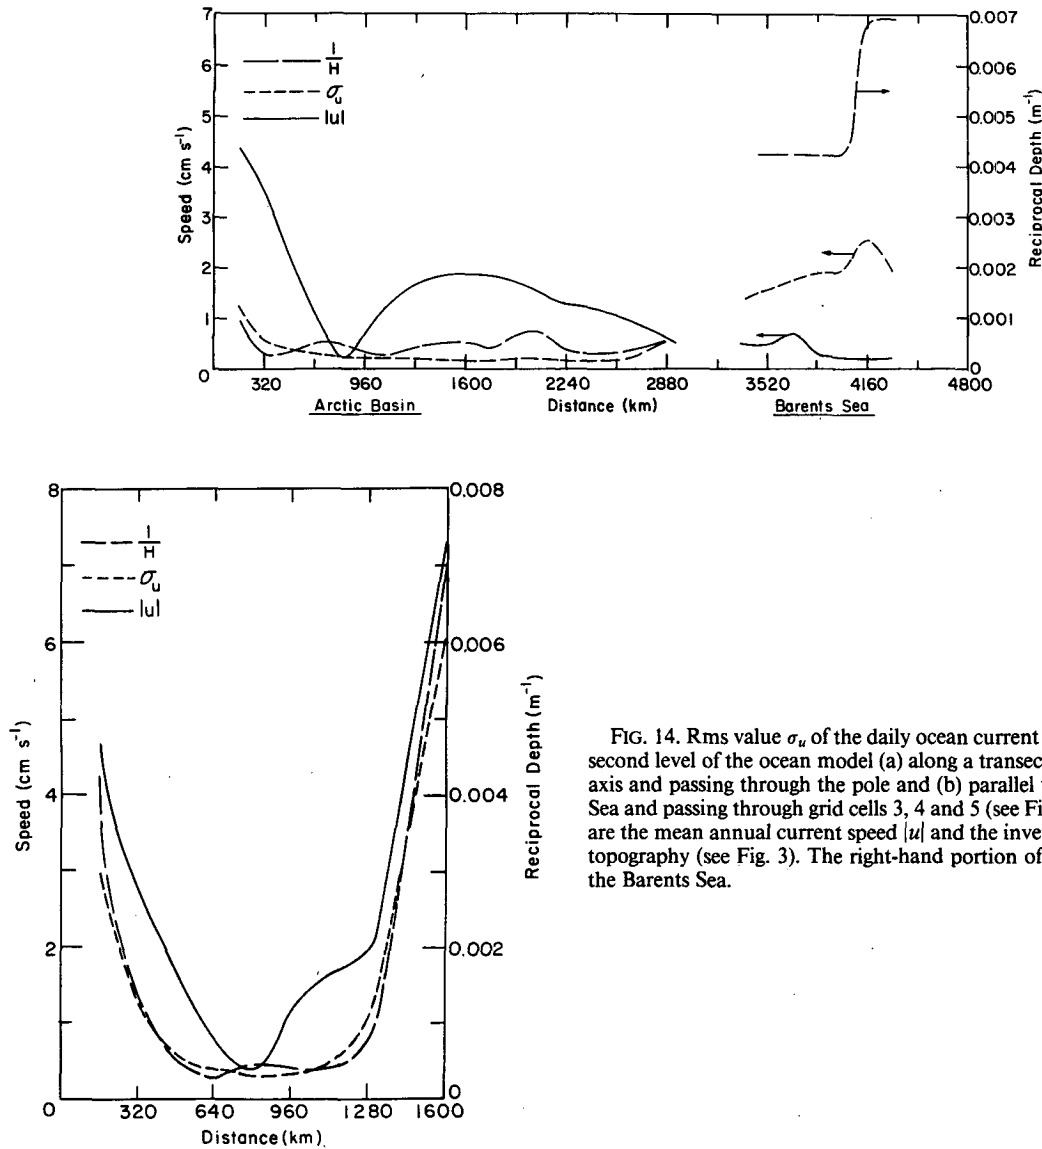 7
6
5
4
3
2
1
0
Speed (cm s⁻¹)
1/H
σu
|u|
0.007
0.006
0.005
0.004
0.003
0.002
0.001
0
Reciprocal Depth (m⁻¹)
320 960 1600 2240 2880 3520 4160 4800
Arctic Basin Distance (km) Barents Sea
8
6
4
2
0
Speed (cm s⁻¹)
1/H
σu
|u|
0.008
0.006
0.004
0.002
0
Reciprocal Depth (m⁻¹)
320 640 960 1280 1600
Distance (km)
FIG. 14. Rms value σu of the daily ocean current
second level of the ocean model (a) along a transec
axis and passing through the pole and (b) parallel
Sea and passing through grid cells 3, 4 and 5 (see Fi
are the mean annual current speed |u| and the inve
topography (see Fig. 3). The right-hand portion of
the Barents Sea.